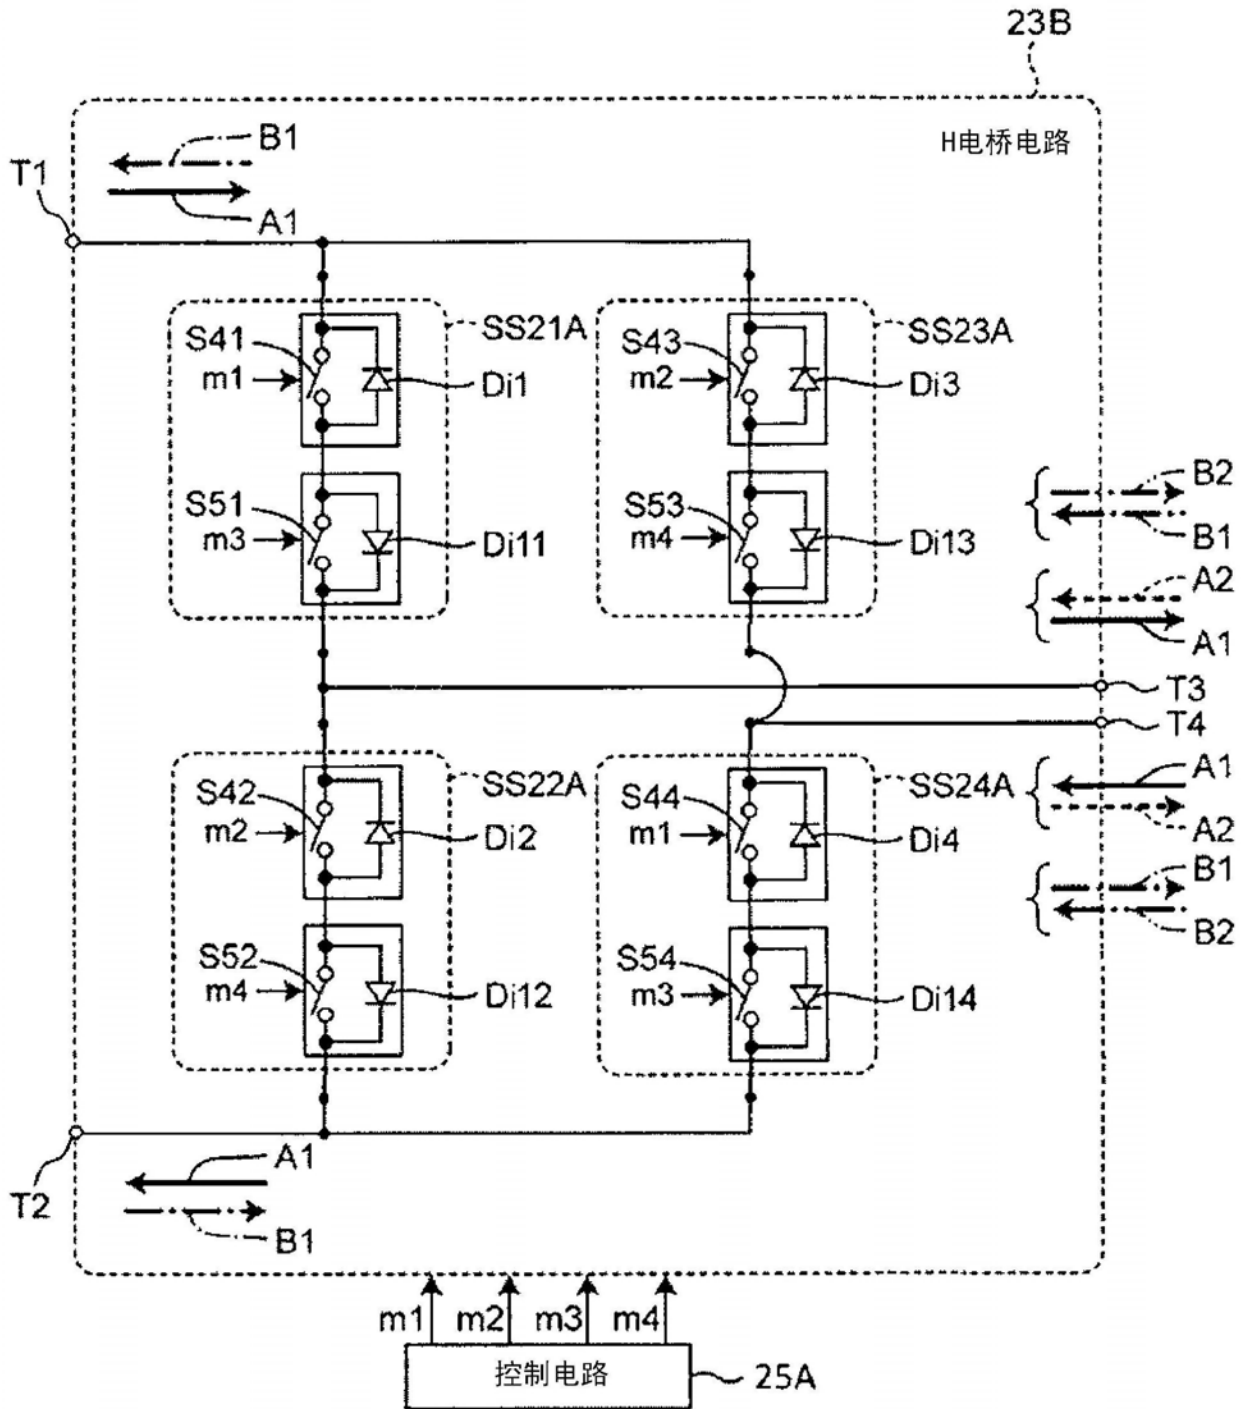 23B
H电桥电路
B1
T1
A1
SS21A
SS23A
S41
S43
m1
Di1
m2
Di3
B2
S51
S53
m3
Di11
m4
Di13
B1
A2
A1
T3
T4
SS22A
SS24A
A1
S42
S44
m2
Di2
m1
Di4
A2
B1
B2
S52
S54
m4
Di12
m3
Di14
A1
T2
B1
m1
m2
m3
m4
控制电路
25A